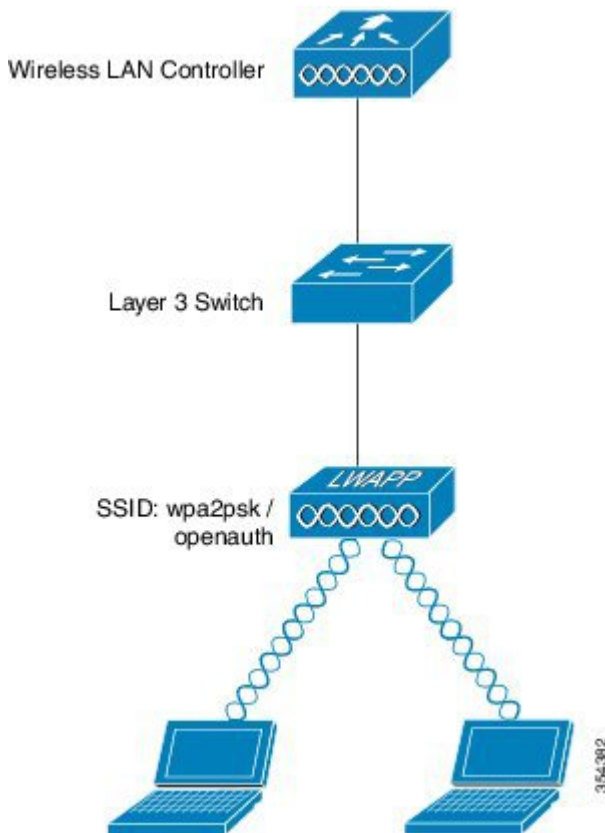 Wireless LAN Controller
Layer 3 Switch
LWAPP
SSID: wpa2psk /
openauth
354382